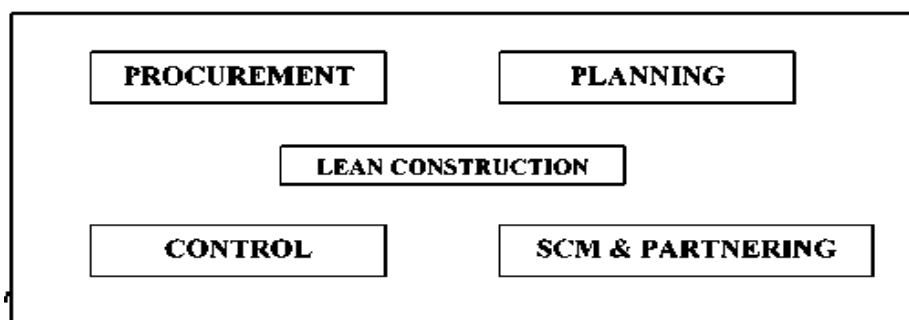 PROCUREMENT
PLANNING
LEAN CONSTRUCTION
CONTROL
SCM & PARTNERING